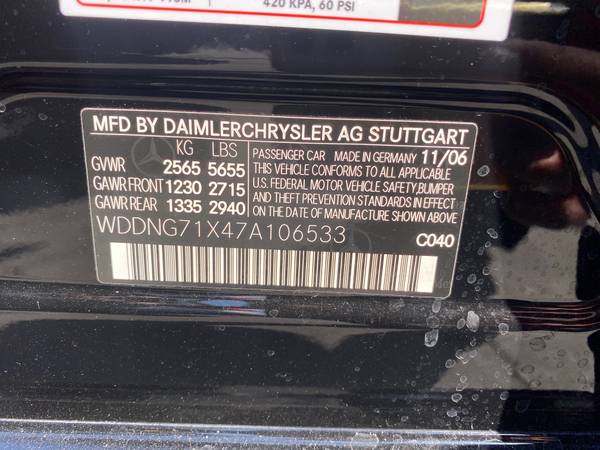 420 KPA, 60 PSI
MFD BY DAIMLERCHRYSLER AG STUTTGART
KG LBS
GVWR 2565 5655
GAWR FRONT 1230 2715
GAWR REAR 1335 2940
PASSENGER CAR MADE IN GERMANY 11/06
THIS VEHICLE CONFORMS TO ALL APPLICABLE
U.S. FEDERAL MOTOR VEHICLE SAFETY, BUMPER
AND THEFT PREVENTION STANDARDS IN EFFECT
ON DATE OF MANUFACTURE SHOWN ABOVE
WDDNG71X47A106533
C040